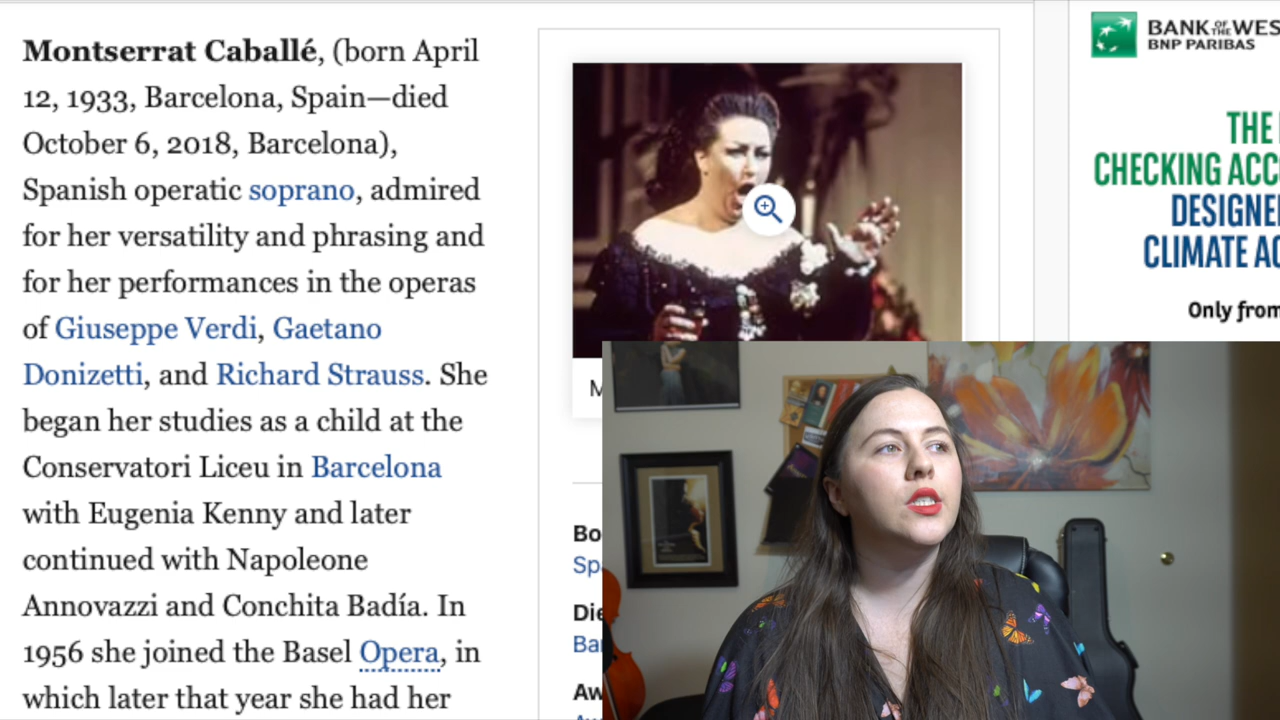 Montserrat Caballé, (born April
12, 1933, Barcelona, Spain—died
October 6, 2018, Barcelona),
Spanish operatic soprano, admired
for her versatility and phrasing and
for her performances in the operas
of Giuseppe Verdi, Gaetano
Donizetti, and Richard Strauss. She
began her studies as a child at the
Conservatori Liceu in Barcelona
with Eugenia Kenny and later
continued with Napoleone
Annovazzi and Conchita Badía. In
1956 she joined the Basel Opera, in
which later that year she had her
M
Bo
Sp
Die
Ba
Aw
BANK OF THE WES
BNP PARIBAS
THE
CHECKING ACC
DESIGNE
CLIMATE AC
Only from